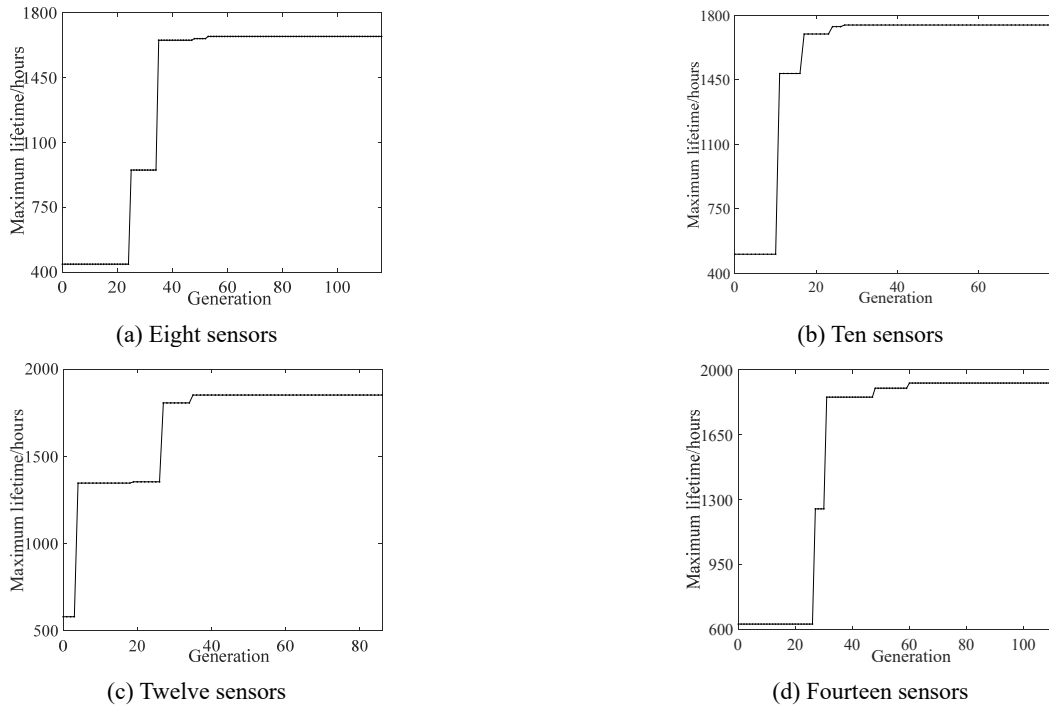 Maximum lifetime/hours
1800
1450
1100
750
400
0 20 40 60 80 100
Generation
(a) Eight sensors
Maximum lifetime/hours
1800
1450
1100
750
400
0 20 40 60
Generation
(b) Ten sensors
Maximum lifetime/hours
2000
1500
1000
500
0 20 40 60 80
Generation
(c) Twelve sensors
Maximum lifetime/hours
2000
1650
1300
950
600
0 20 40 60 80 100
Generation
(d) Fourteen sensors